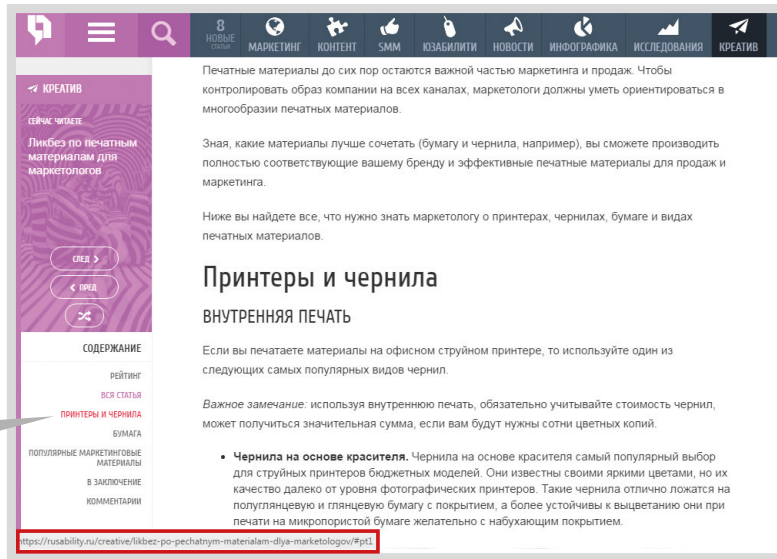 8
НОВЫЕ
СТАТЬИ
МАРКЕТИНГ
КОНТЕНТ
SMM
ЮЗАБИЛИТИ
НОВОСТИ
ИНФОГРАФИКА
ИССЛЕДОВАНИЯ
КРЕАТИВ
КРЕАТИВ
СЕЙЧАС ЧИТАЕТЕ
Ликбез по печатным
материалам для
маркетологов
СЛЕД >
< ПРЕД
СОДЕРЖАНИЕ
РЕЙТИНГ
ВСЯ СТАТЬЯ
ПРИНТЕРЫ И ЧЕРНИЛА
БУМАГА
ПОПУЛЯРНЫЕ МАРКЕТИНГОВЫЕ
МАТЕРИАЛЫ
В ЗАКЛЮЧЕНИЕ
КОММЕНТАРИИ
Печатные материалы до сих пор остаются важной частью маркетинга и продаж. Чтобы
контролировать образ компании на всех каналах, маркетологи должны уметь ориентироваться в
многообразии печатных материалов.
Зная, какие материалы лучше сочетать (бумагу и чернила, например), вы сможете производить
полностью соответствующие вашему бренду и эффективные печатные материалы для продаж и
маркетинга.
Ниже вы найдете все, что нужно знать маркетологу о принтерах, чернилах, бумаге и видах
печатных материалов.
Принтеры и чернила
ВНУТРЕННЯЯ ПЕЧАТЬ
Если вы печатаете материалы на офисном струйном принтере, то используйте один из
следующих самых популярных видов чернил.
Важное замечание: используя внутреннюю печать, обязательно учитывайте стоимость чернил,
может получиться значительная сумма, если вам будут нужны сотни цветных копий.
• Чернила на основе красителя. Чернила на основе красителя самый популярный выбор
для струйных принтеров бюджетных моделей. Они известны своими яркими цветами, но их
качество далеко от уровня фотографических принтеров. Такие чернила отлично ложатся на
полуглянцевую и глянцевую бумагу с покрытием, а более устойчивы к выцветанию они при
печати на микропористой бумаге желательно с набухающим покрытием.
https://rusability.ru/creative/likbez-po-pechatnym-materialam-dlya-marketologov/#pt1